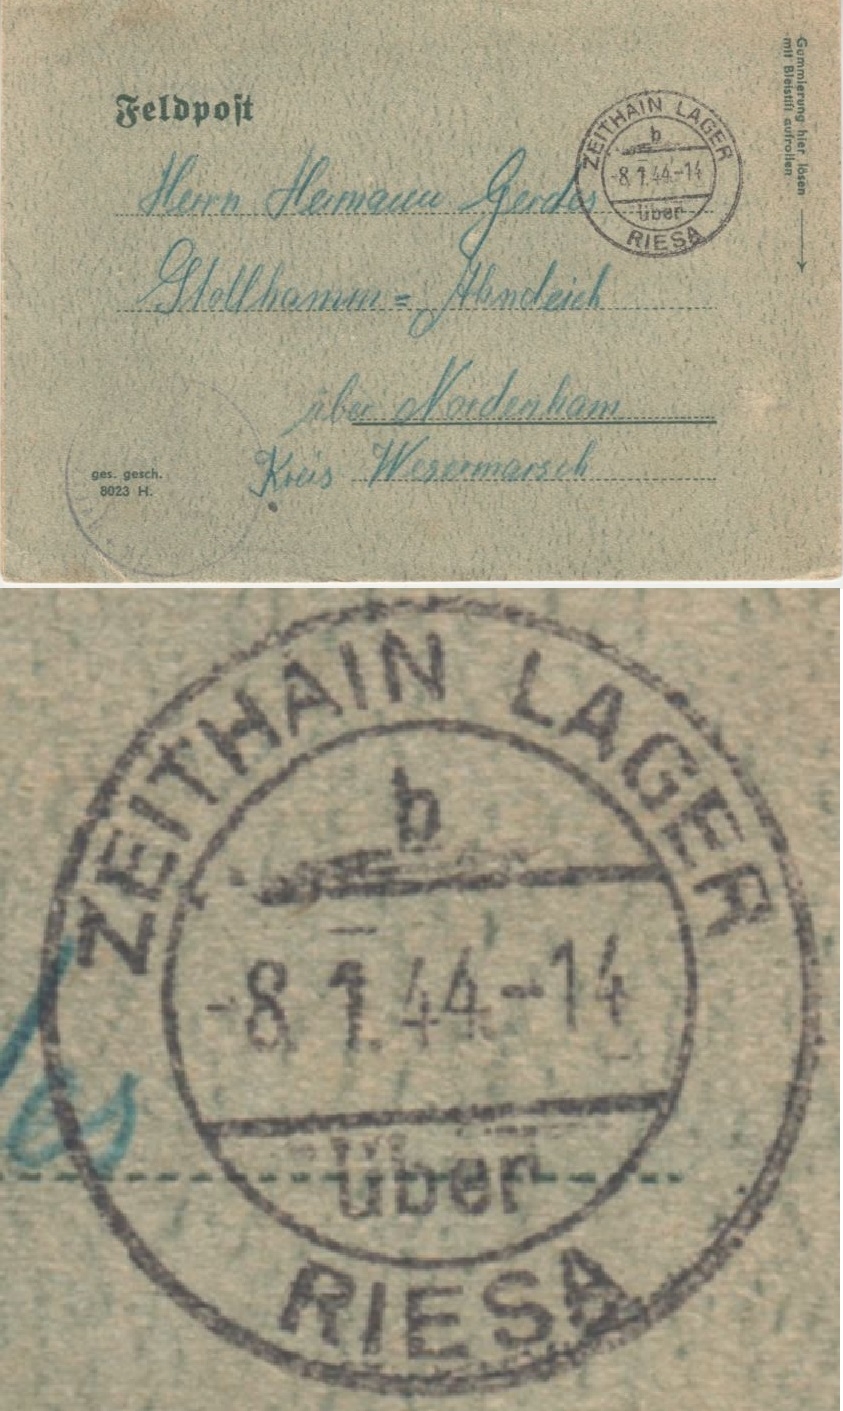 Feldpost
Gummierung hier lösen
mit Bleistift aufrollen
ZEITHAIN LAGER
b
-8.1.44.-14
über
RIESA
Herrn Hermann Gerdes
Stollhamm = Ahndeich
über Nordenham
Kreis Wesermarsch
ges. gesch.
8023 H.
ZEITHAIN LAGER
b
-8.1.44-14
über
RIESA